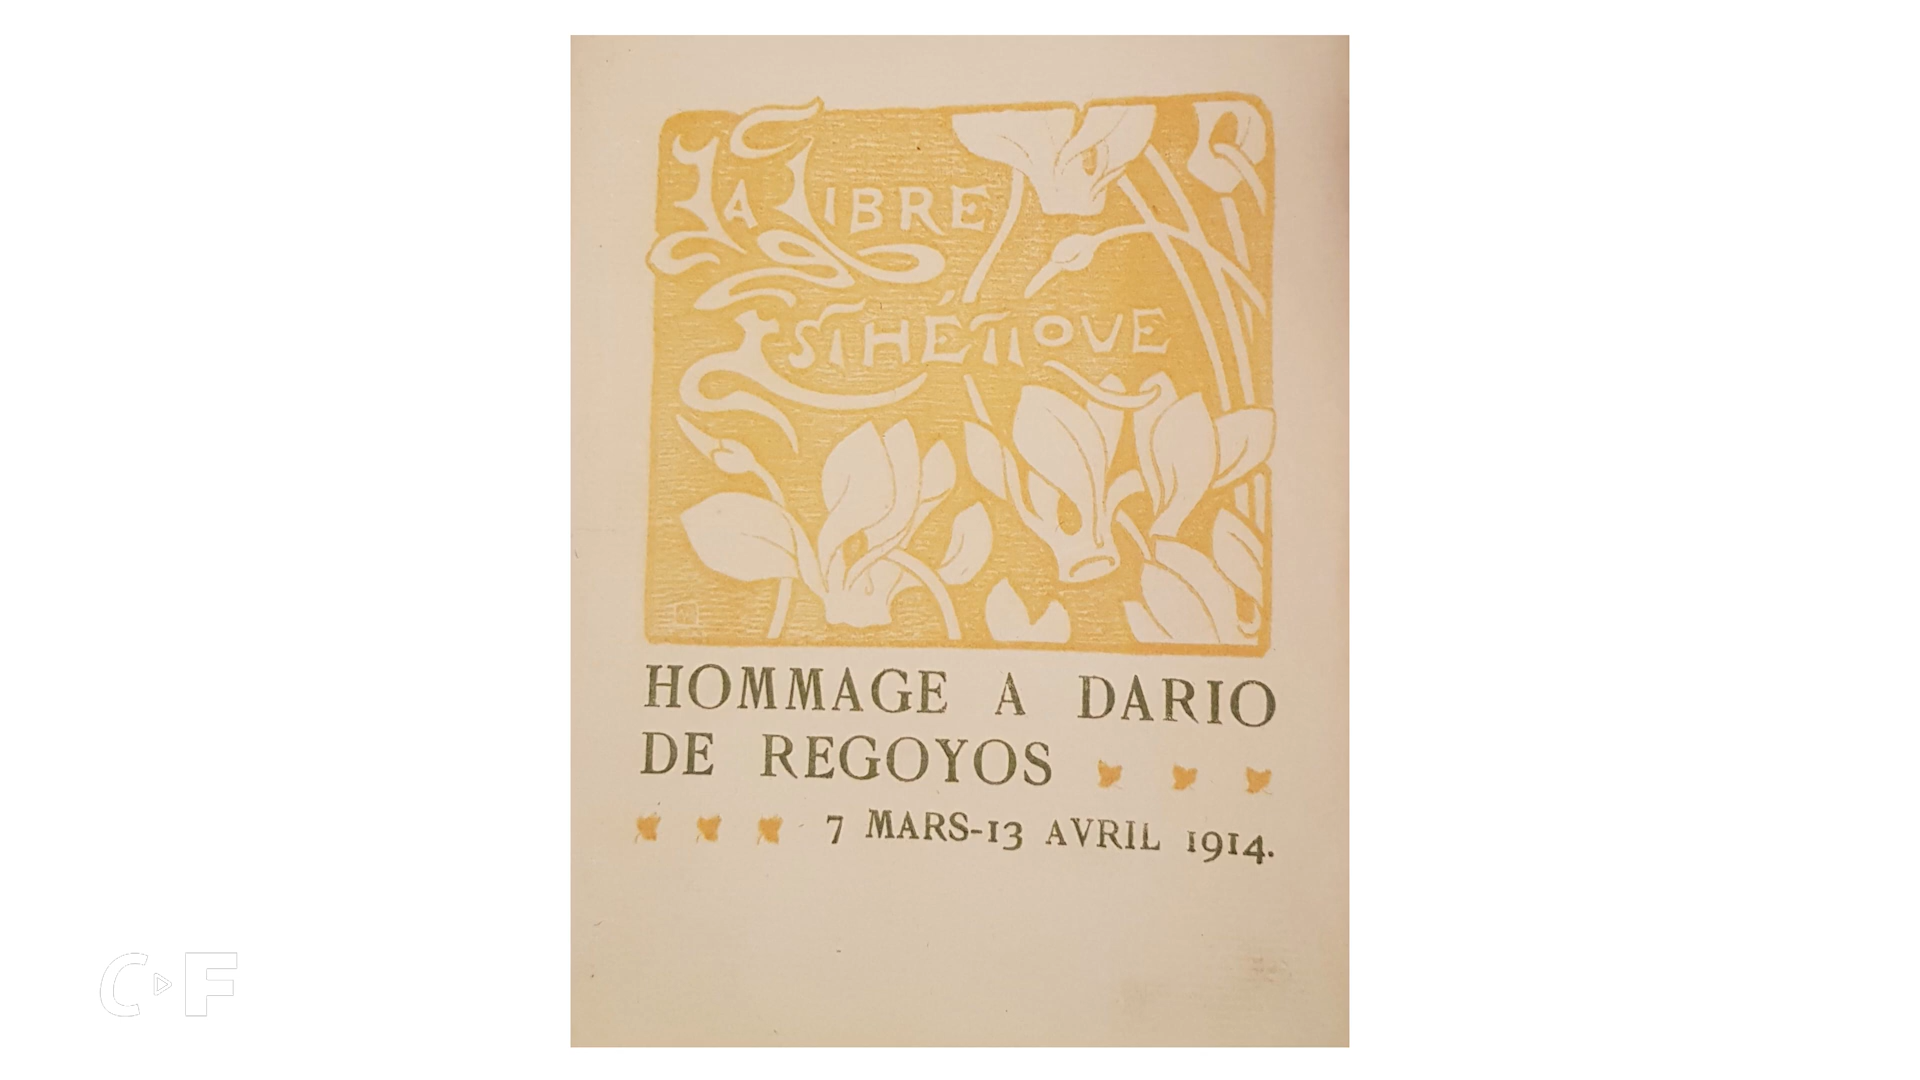 LA LIBRE
ESTHÉTIQUE
HOMMAGE A DARIO
DE REGOYOS
7 MARS-13 AVRIL 1914.
C F